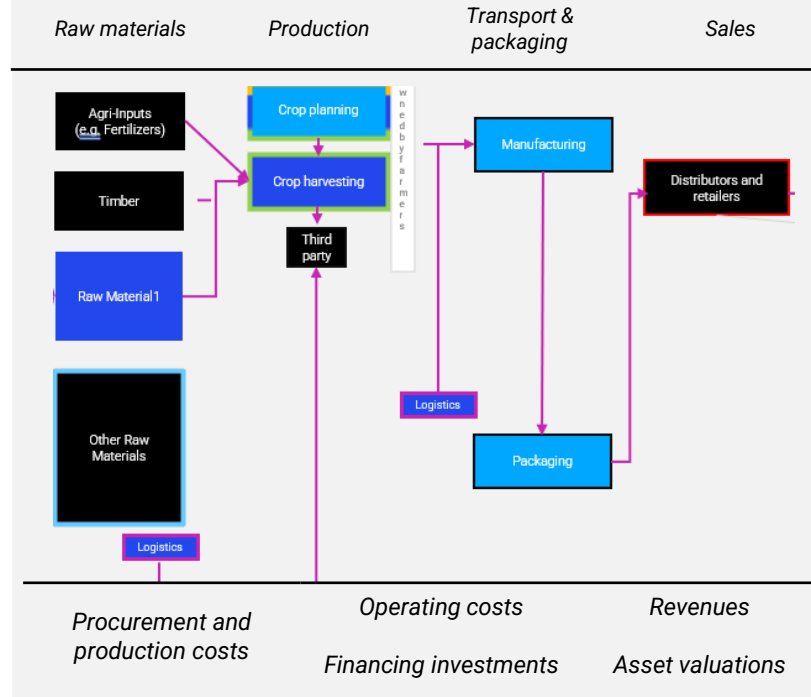 Raw materials
Production
Transport &
packaging
Sales
Agri-Inputs
(e.g. Fertilizers)
Timber
Raw Material1
Other Raw
Materials
Logistics
Crop planning
Crop harvesting
Third
party
wnedbyfarmers
Logistics
Manufacturing
Packaging
Distributors and
retailers
Procurement and
production costs
Operating costs
Financing investments
Revenues
Asset valuations